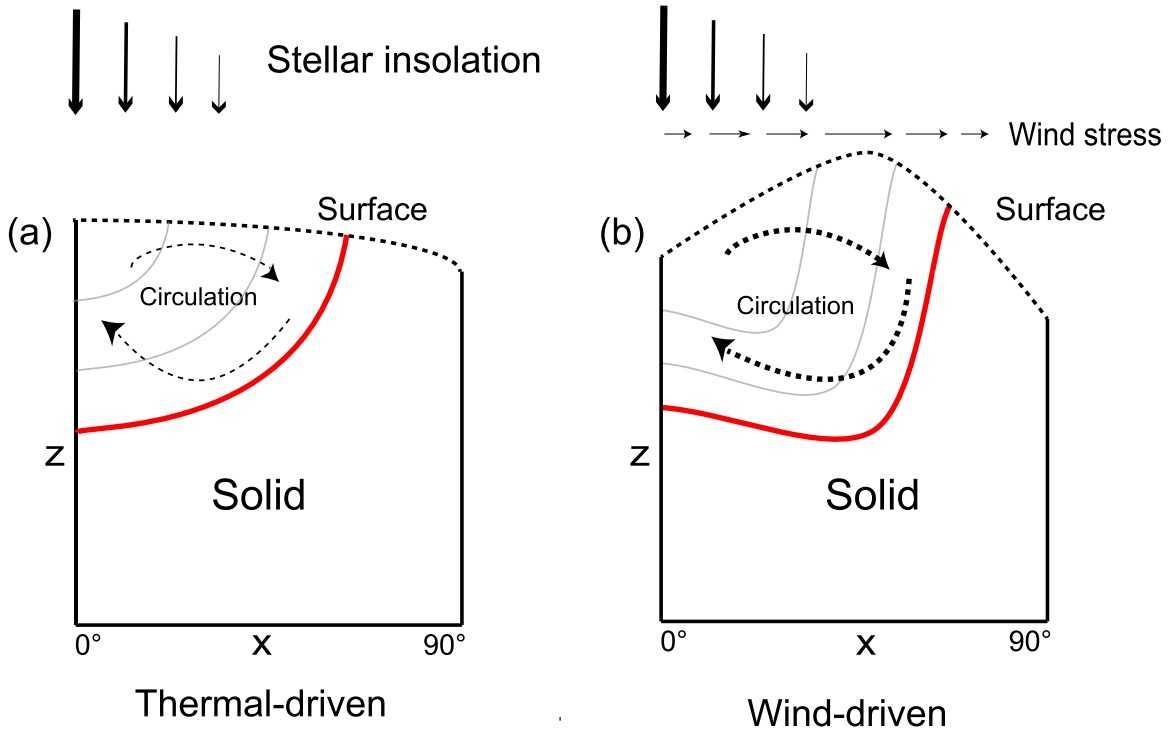 Stellar insolation
Wind stress
(a)
Surface
Circulation
z
Solid
0°
x
90°
Thermal-driven
(b)
Surface
Circulation
z
Solid
0°
x
90°
Wind-driven